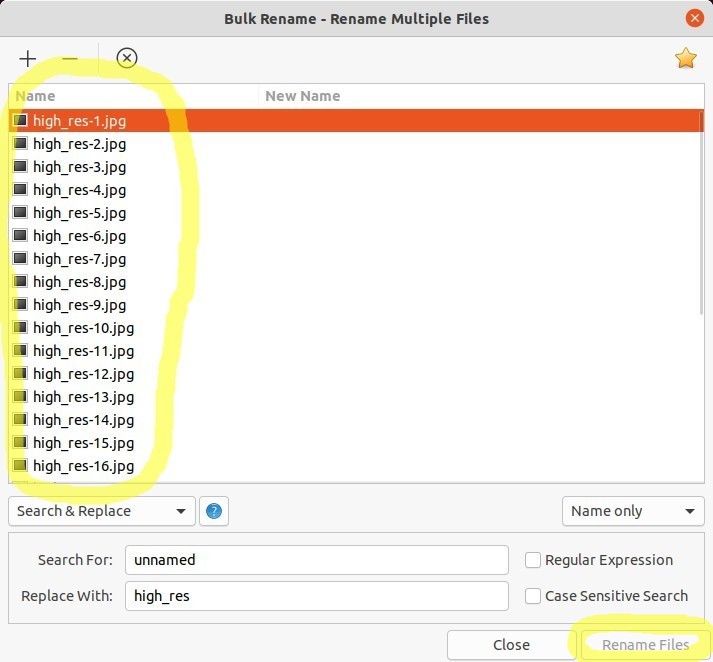 Bulk Rename - Rename Multiple Files
Name New Name
high_res-1.jpg
high_res-2.jpg
high_res-3.jpg
high_res-4.jpg
high_res-5.jpg
high_res-6.jpg
high_res-7.jpg
high_res-8.jpg
high_res-9.jpg
high_res-10.jpg
high_res-11.jpg
high_res-12.jpg
high_res-13.jpg
high_res-14.jpg
high_res-15.jpg
high_res-16.jpg
Search & Replace ? Name only
Search For: unnamed Regular Expression
Replace With: high_res Case Sensitive Search
Close Rename Files